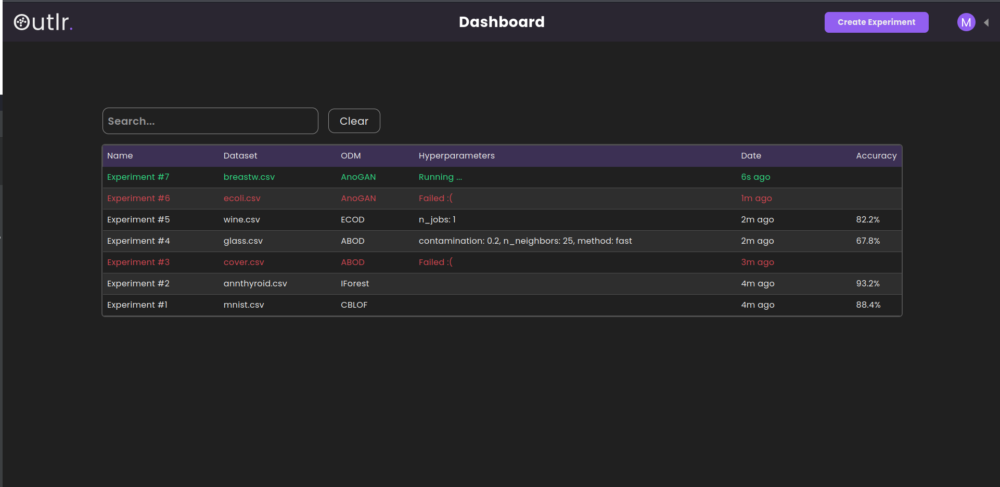 Outlr.
Dashboard
Create Experiment
M
Search...
Clear
Name Dataset ODM Hyperparameters Date Accuracy
Experiment #7 breastw.csv AnoGAN Running ... 6s ago
Experiment #6 ecoli.csv AnoGAN Failed :( 1m ago
Experiment #5 wine.csv ECOD n_jobs: 1 2m ago 82.2%
Experiment #4 glass.csv ABOD contamination: 0.2, n_neighbors: 25, method: fast 2m ago 67.8%
Experiment #3 cover.csv ABOD Failed :( 3m ago
Experiment #2 annthyroid.csv IForest 4m ago 93.2%
Experiment #1 mnist.csv CBLOF 4m ago 88.4%